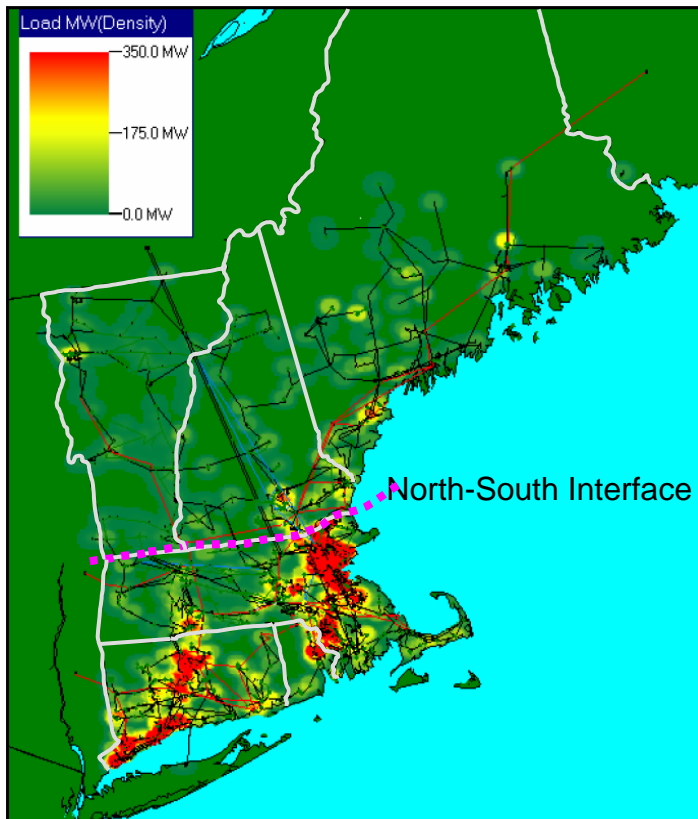 Load MW(Density)
350.0 MW
175.0 MW
0.0 MW
North-South Interface